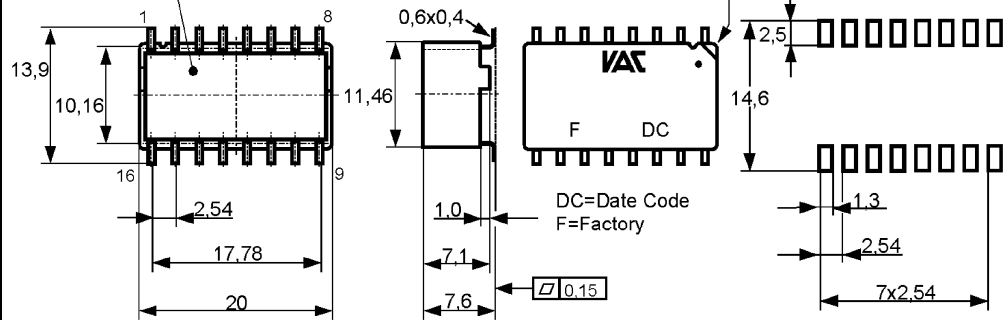 1
8
13,9
10,16
16
9
2,54
17,78
20
0,6x0,4
11,46
1,0
7,1
7,6
0,15
VAC
F
DC
DC=Date Code
F=Factory
2,5
14,6
1,3
2,54
7x2,54